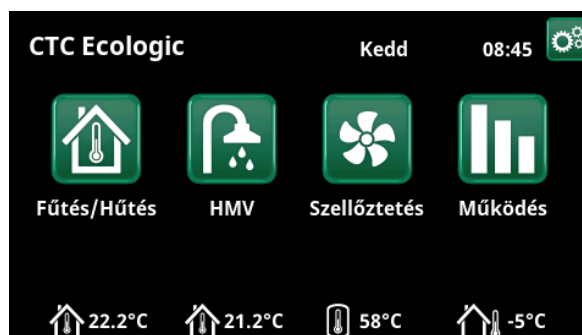 CTC Ecologic Kedd 08:45
Fűtés/Hűtés HMV Szellőztetés Működés
22.2°C 21.2°C 58°C -5°C